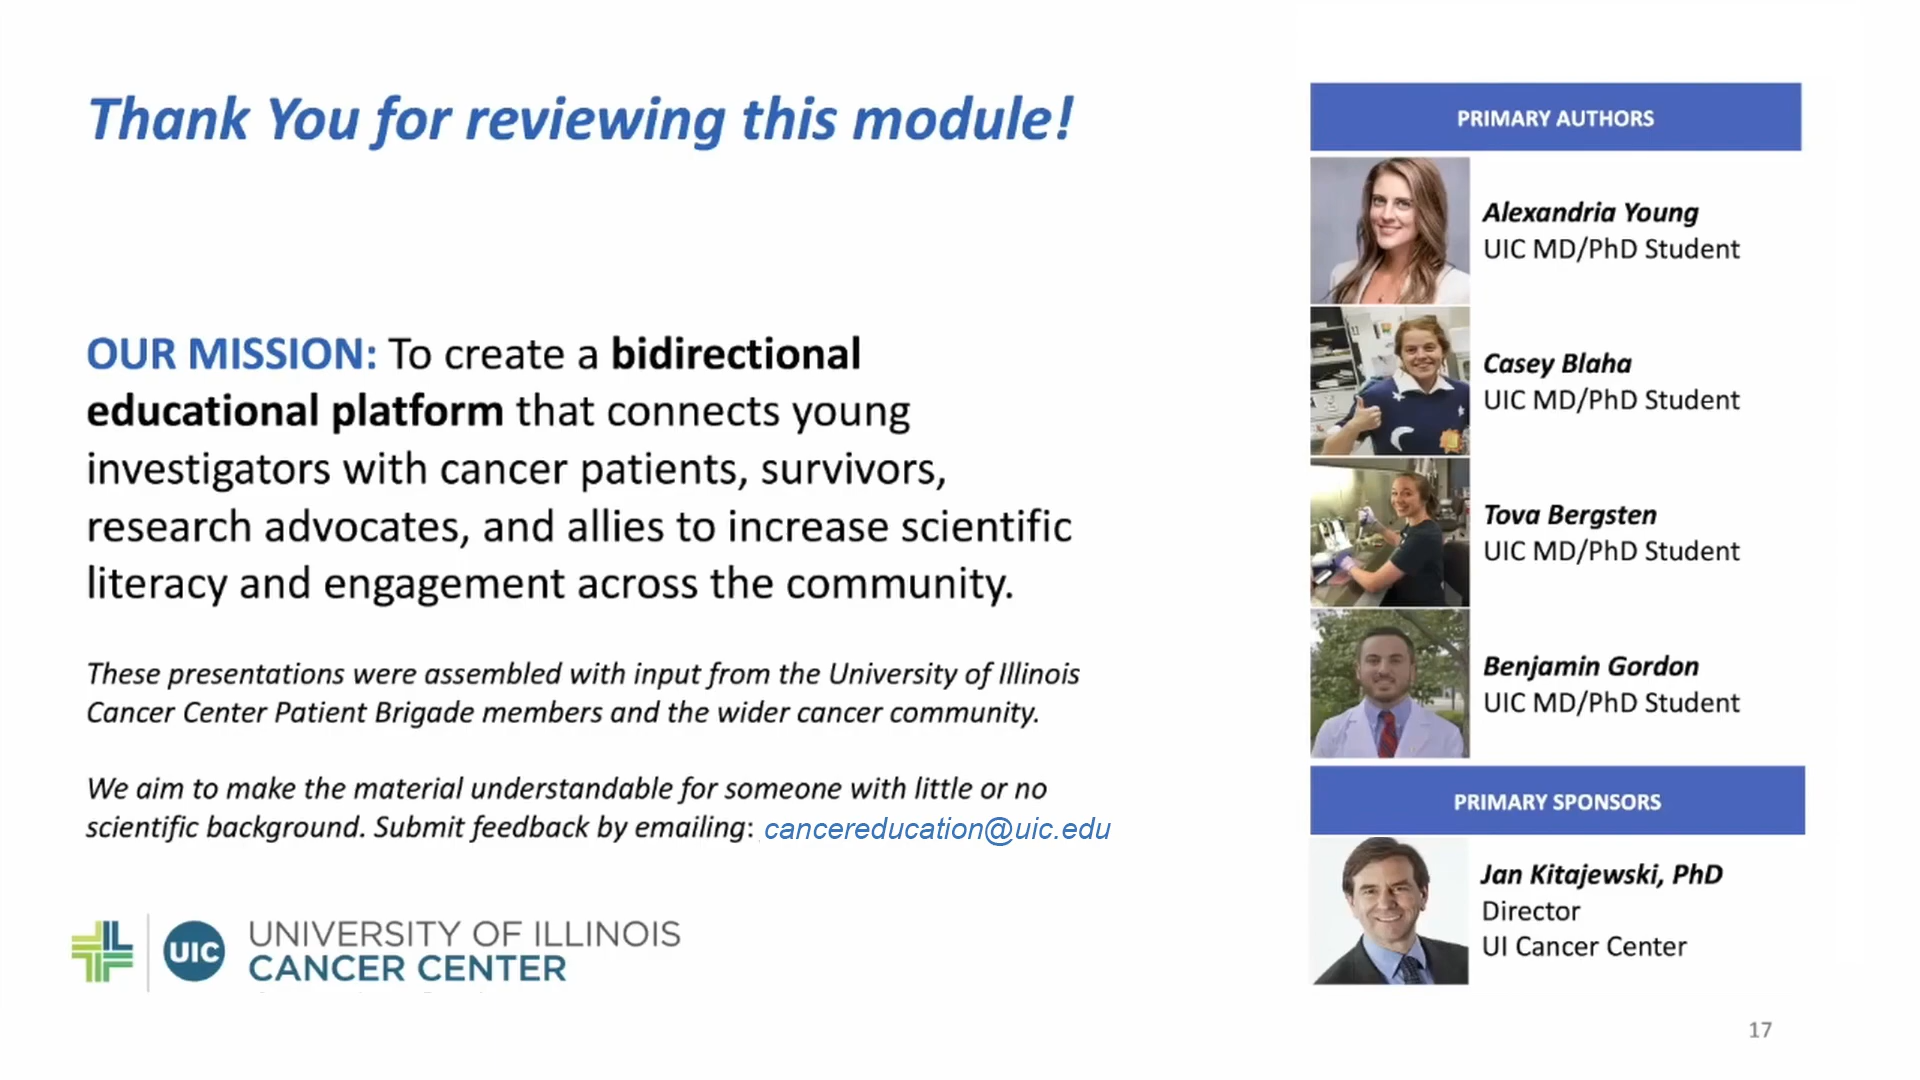 Thank You for reviewing this module!
OUR MISSION: To create a bidirectional
educational platform that connects young
investigators with cancer patients, survivors,
research advocates, and allies to increase scientific
literacy and engagement across the community.
These presentations were assembled with input from the University of Illinois
Cancer Center Patient Brigade members and the wider cancer community.
We aim to make the material understandable for someone with little or no
scientific background. Submit feedback by emailing: cancereducation@uic.edu
UIC
UNIVERSITY OF ILLINOIS
CANCER CENTER
PRIMARY AUTHORS
Alexandria Young
UIC MD/PhD Student
Casey Blaha
UIC MD/PhD Student
Tova Bergsten
UIC MD/PhD Student
Benjamin Gordon
UIC MD/PhD Student
PRIMARY SPONSORS
Jan Kitajewski, PhD
Director
UI Cancer Center
17